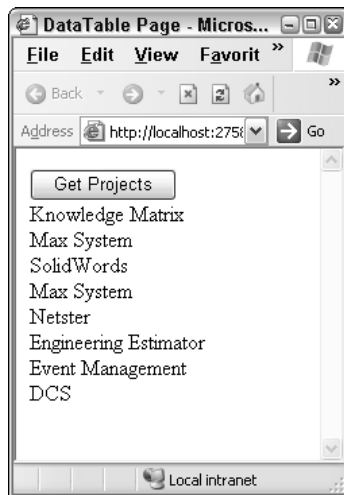 DataTable Page - Micros...
File Edit View Favorit »
Back »
Address http://localhost:2758 Go
Get Projects
Knowledge Matrix
Max System
SolidWords
Max System
Netster
Engineering Estimator
Event Management
DCS
Local intranet